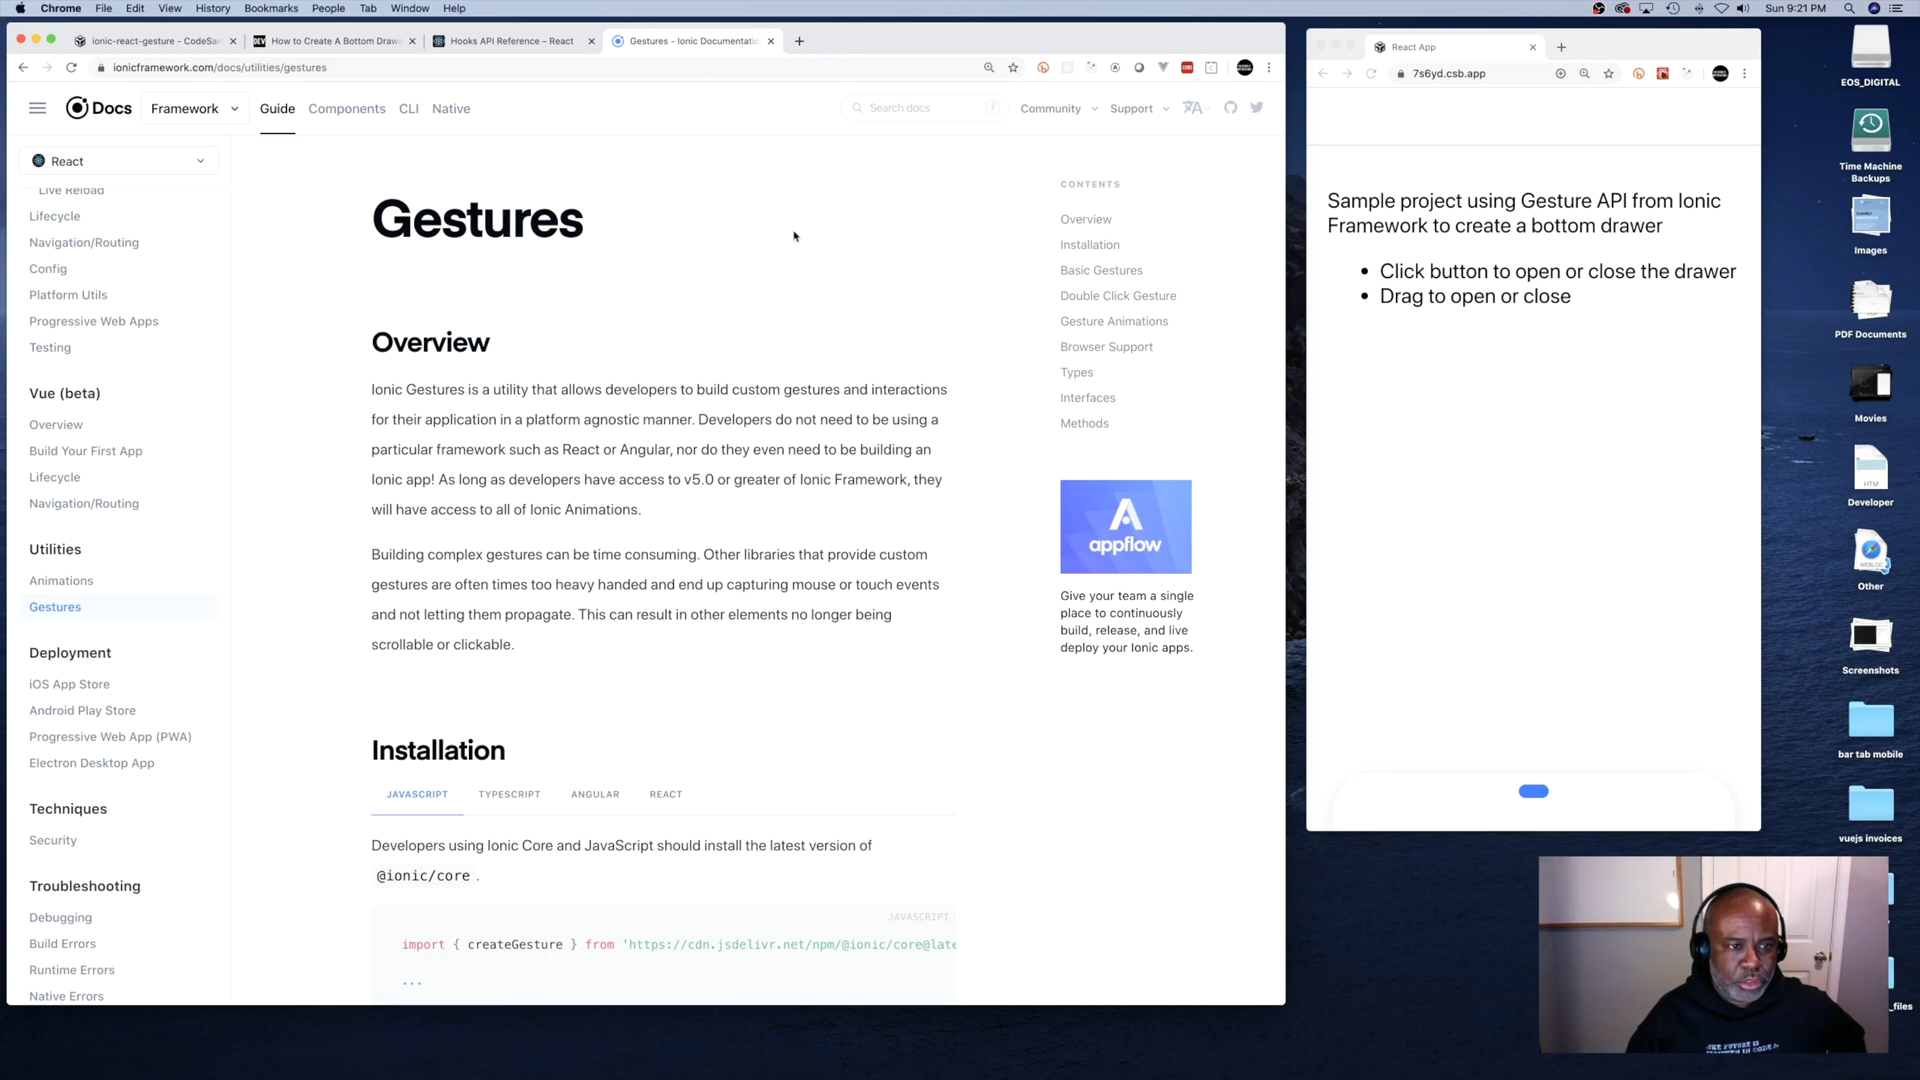 Chrome File Edit View History Bookmarks People Tab Window Help
Sun 9:21 PM
ionic-react-gesture - CodeSan
DEV How to Create A Bottom Drawe
Hooks API Reference – React
Gestures - Ionic Documentatio
ionicframework.com/docs/utilities/gestures
Docs
Framework
Guide
Components
CLI
Native
Search docs
/
Community
Support
React
Live Reload
Lifecycle
Navigation/Routing
Config
Platform Utils
Progressive Web Apps
Testing
Vue (beta)
Overview
Build Your First App
Lifecycle
Navigation/Routing
Utilities
Animations
Gestures
Deployment
iOS App Store
Android Play Store
Progressive Web App (PWA)
Electron Desktop App
Techniques
Security
Troubleshooting
Debugging
Build Errors
Runtime Errors
Native Errors
Gestures
Overview
Ionic Gestures is a utility that allows developers to build custom gestures and interactions
for their application in a platform agnostic manner. Developers do not need to be using a
particular framework such as React or Angular, nor do they even need to be building an
Ionic app! As long as developers have access to v5.0 or greater of Ionic Framework, they
will have access to all of Ionic Animations.
Building complex gestures can be time consuming. Other libraries that provide custom
gestures are often times too heavy handed and end up capturing mouse or touch events
and not letting them propagate. This can result in other elements no longer being
scrollable or clickable.
Installation
JAVASCRIPT
TYPESCRIPT
ANGULAR
REACT
Developers using Ionic Core and JavaScript should install the latest version of
@ionic/core .
JAVASCRIPT
import { createGesture } from 'https://cdn.jsdelivr.net/npm/@ionic/core@late
...
CONTENTS
Overview
Installation
Basic Gestures
Double Click Gesture
Gesture Animations
Browser Support
Types
Interfaces
Methods
appflow
Give your team a single
place to continuously
build, release, and live
deploy your Ionic apps.
React App
7s6yd.csb.app
Sample project using Gesture API from Ionic
Framework to create a bottom drawer
• Click button to open or close the drawer
• Drag to open or close
EOS_DIGITAL
Time Machine
Backups
Images
PDF Documents
Movies
HTM
Developer
WEBLOC
Other
Screenshots
bar tab mobile
vuejs invoices
_files